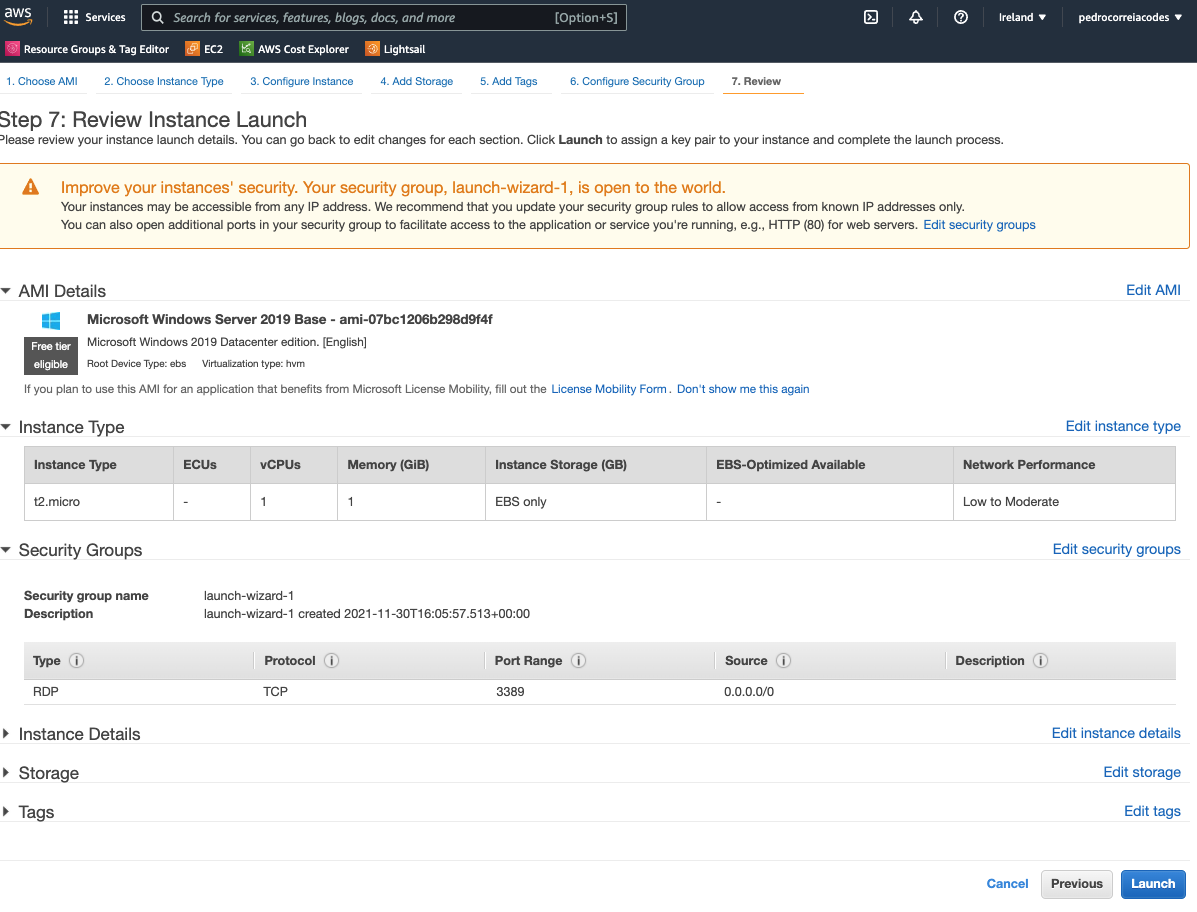 aws Services Search for services, features, blogs, docs, and more [Option+S] Ireland pedrocorreiacodes
Resource Groups & Tag Editor EC2 AWS Cost Explorer Lightsail
1. Choose AMI 2. Choose Instance Type 3. Configure Instance 4. Add Storage 5. Add Tags 6. Configure Security Group 7. Review
Step 7: Review Instance Launch
Please review your instance launch details. You can go back to edit changes for each section. Click Launch to assign a key pair to your instance and complete the launch process.
Improve your instances' security. Your security group, launch-wizard-1, is open to the world.
Your instances may be accessible from any IP address. We recommend that you update your security group rules to allow access from known IP addresses only.
You can also open additional ports in your security group to facilitate access to the application or service you're running, e.g., HTTP (80) for web servers. Edit security groups
AMI Details Edit AMI
Microsoft Windows Server 2019 Base - ami-07bc1206b298d9f4f
Free tier eligible
Microsoft Windows 2019 Datacenter edition. [English]
Root Device Type: ebs Virtualization type: hvm
If you plan to use this AMI for an application that benefits from Microsoft License Mobility, fill out the License Mobility Form. Don't show me this again
Instance Type Edit instance type
Instance Type ECUs vCPUs Memory (GiB) Instance Storage (GB) EBS-Optimized Available Network Performance
t2.micro - 1 1 EBS only - Low to Moderate
Security Groups Edit security groups
Security group name launch-wizard-1
Description launch-wizard-1 created 2021-11-30T16:05:57.513+00:00
Type Protocol Port Range Source Description
RDP TCP 3389 0.0.0.0/0
Instance Details Edit instance details
Storage Edit storage
Tags Edit tags
Cancel Previous Launch